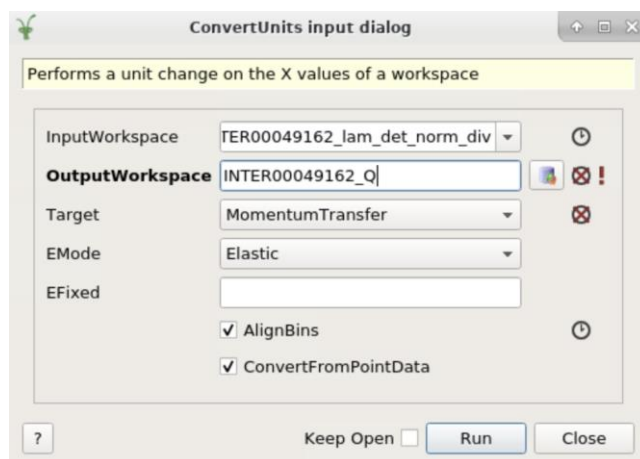 ConvertUnits input dialog
Performs a unit change on the X values of a workspace
InputWorkspace TER00049162_lam_det_norm_div
OutputWorkspace INTER00049162_Q !
Target MomentumTransfer
EMode Elastic
EFixed
AlignBins
ConvertFromPointData
? Keep Open Run Close